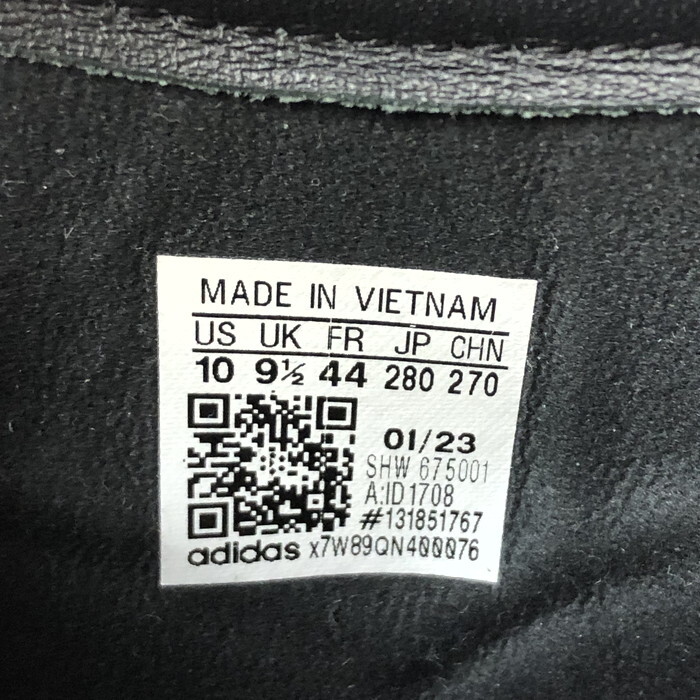 MADE IN VIETNAM
US UK FR JP CHN
10 9½ 44 280 270
01/23
SHW 675001
A:ID1708
#131851767
adidas x7W89QN400076